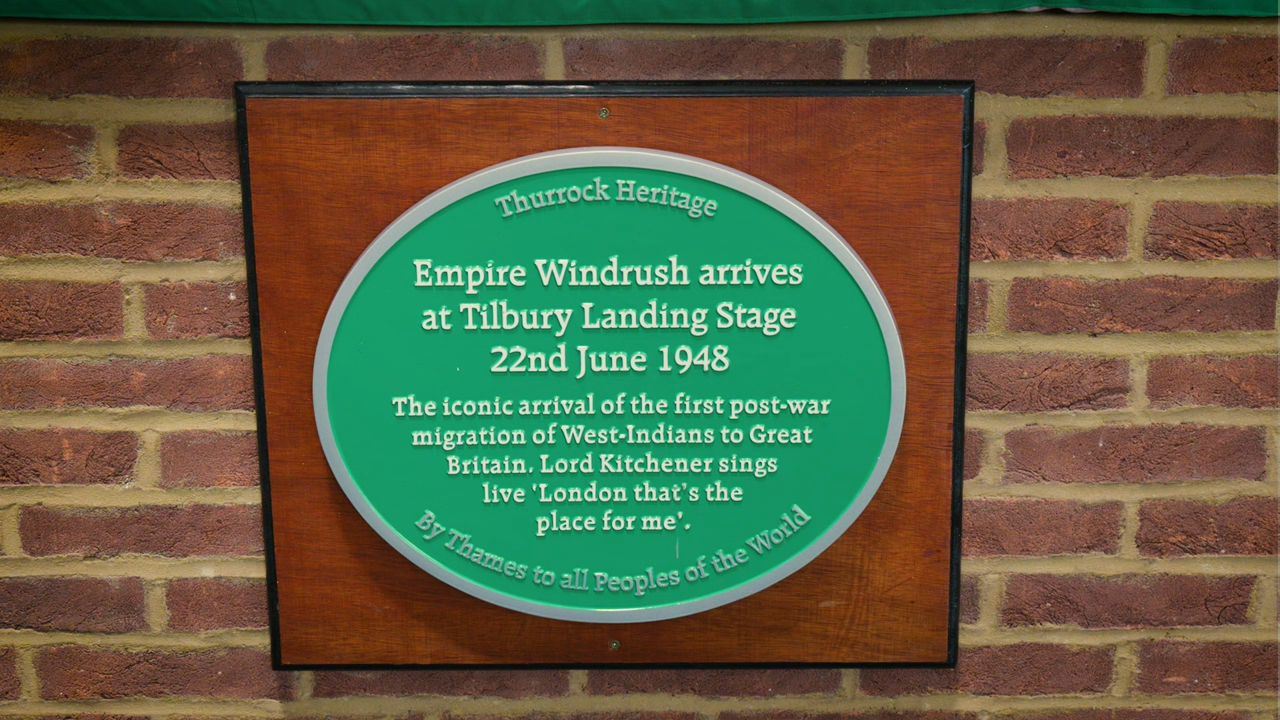 Thurrock Heritage
Empire Windrush arrives
at Tilbury Landing Stage
22nd June 1948
The iconic arrival of the first post-war
migration of West-Indians to Great
Britain. Lord Kitchener sings
live 'London that's the
place for me'.
By Thames to all Peoples of the World